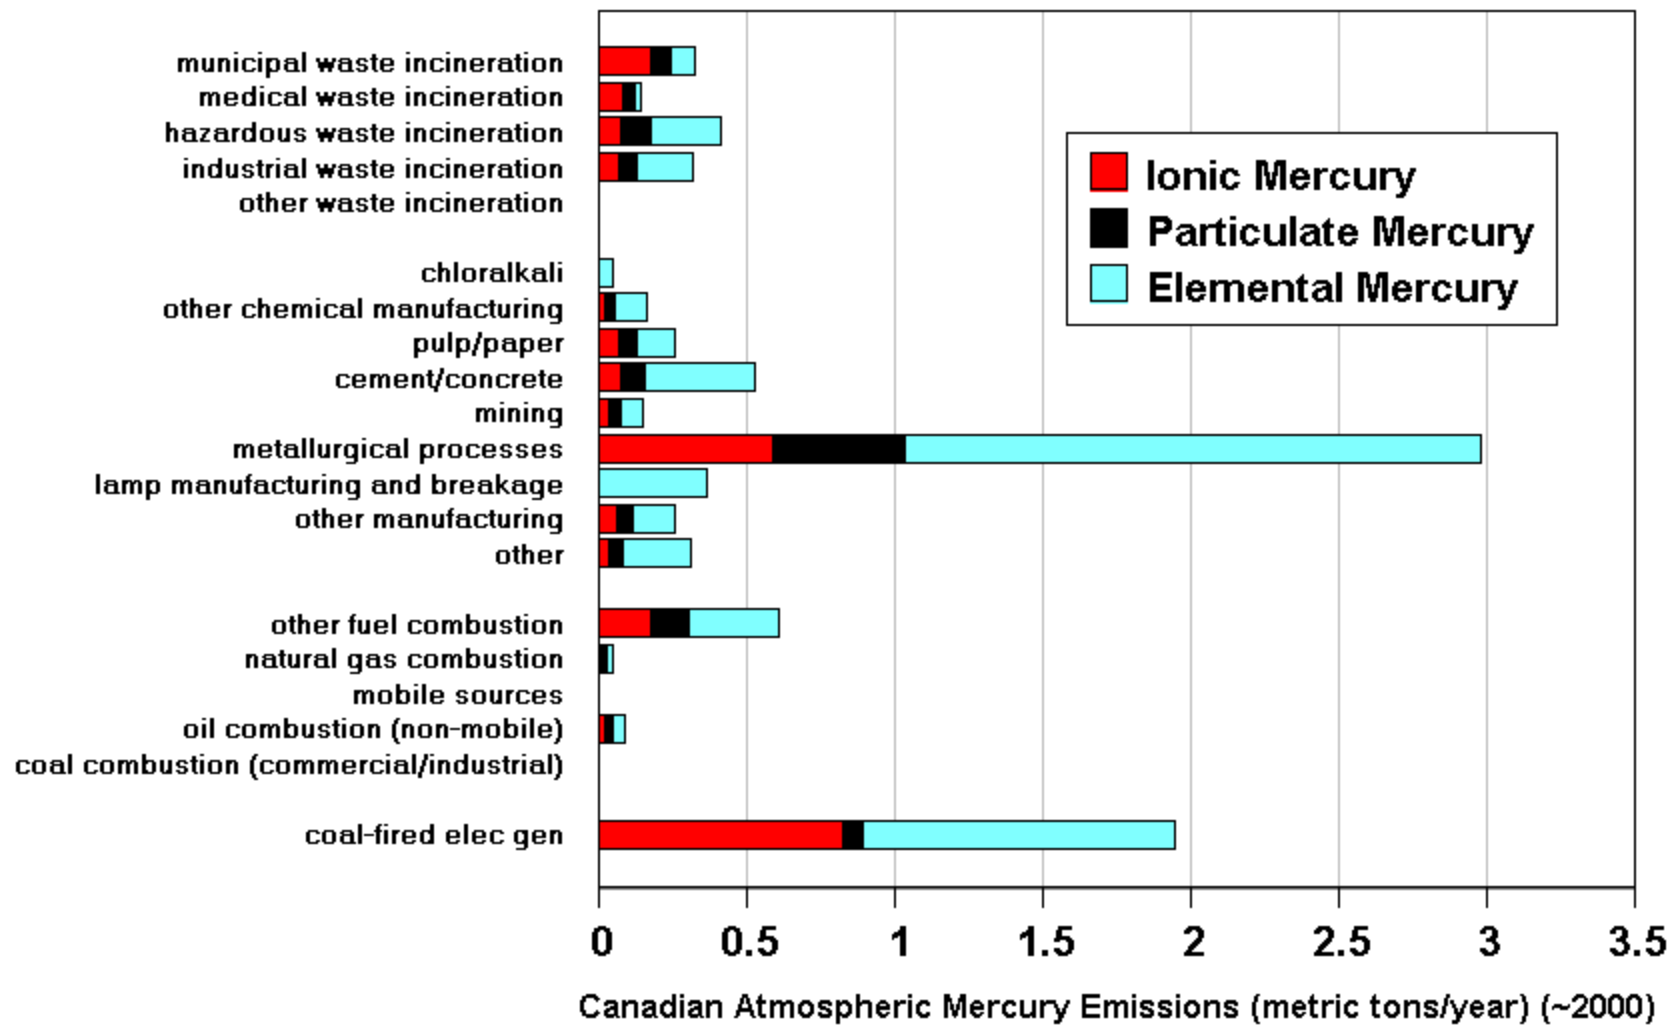 municipal waste incineration
medical waste incineration
hazardous waste incineration
industrial waste incineration
other waste incineration
chloralkali
other chemical manufacturing
pulp/paper
cement/concrete
mining
metallurgical processes
lamp manufacturing and breakage
other manufacturing
other
other fuel combustion
natural gas combustion
mobile sources
oil combustion (non-mobile)
coal combustion (commercial/industrial)
coal-fired elec gen
Ionic Mercury
Particulate Mercury
Elemental Mercury
0 0.5 1 1.5 2 2.5 3 3.5
Canadian Atmospheric Mercury Emissions (metric tons/year) (~2000)